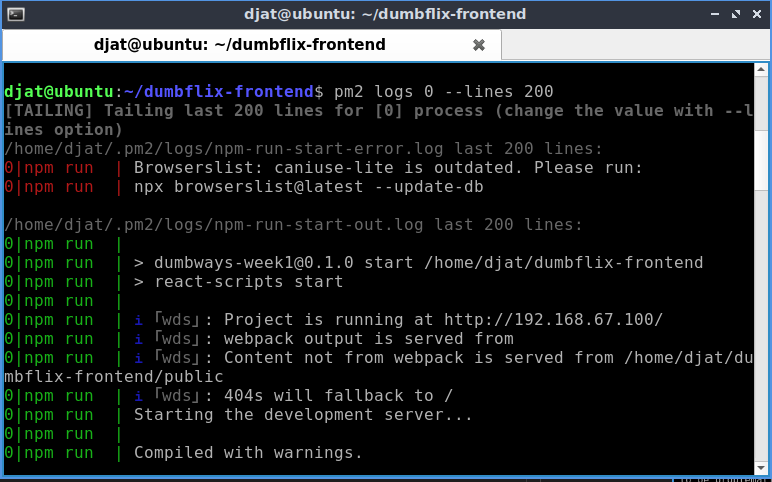 djat@ubuntu: ~/dumbflix-frontend
djat@ubuntu: ~/dumbflix-frontend
djat@ubuntu:~/dumbflix-frontend$ pm2 logs 0 --lines 200
[TAILING] Tailing last 200 lines for [0] process (change the value with --l
ines option)
/home/djat/.pm2/logs/npm-run-start-error.log last 200 lines:
0|npm run  | Browserslist: caniuse-lite is outdated. Please run:
0|npm run  | npx browserslist@latest --update-db
/home/djat/.pm2/logs/npm-run-start-out.log last 200 lines:
0|npm run  |
0|npm run  | > dumbways-week1@0.1.0 start /home/djat/dumbflix-frontend
0|npm run  | > react-scripts start
0|npm run  |
0|npm run  | ℹ 「wds」: Project is running at http://192.168.67.100/
0|npm run  | ℹ 「wds」: webpack output is served from
0|npm run  | ℹ 「wds」: Content not from webpack is served from /home/djat/du
mbflix-frontend/public
0|npm run  | ℹ 「wds」: 404s will fallback to /
0|npm run  | Starting the development server...
0|npm run  |
0|npm run  | Compiled with warnings.